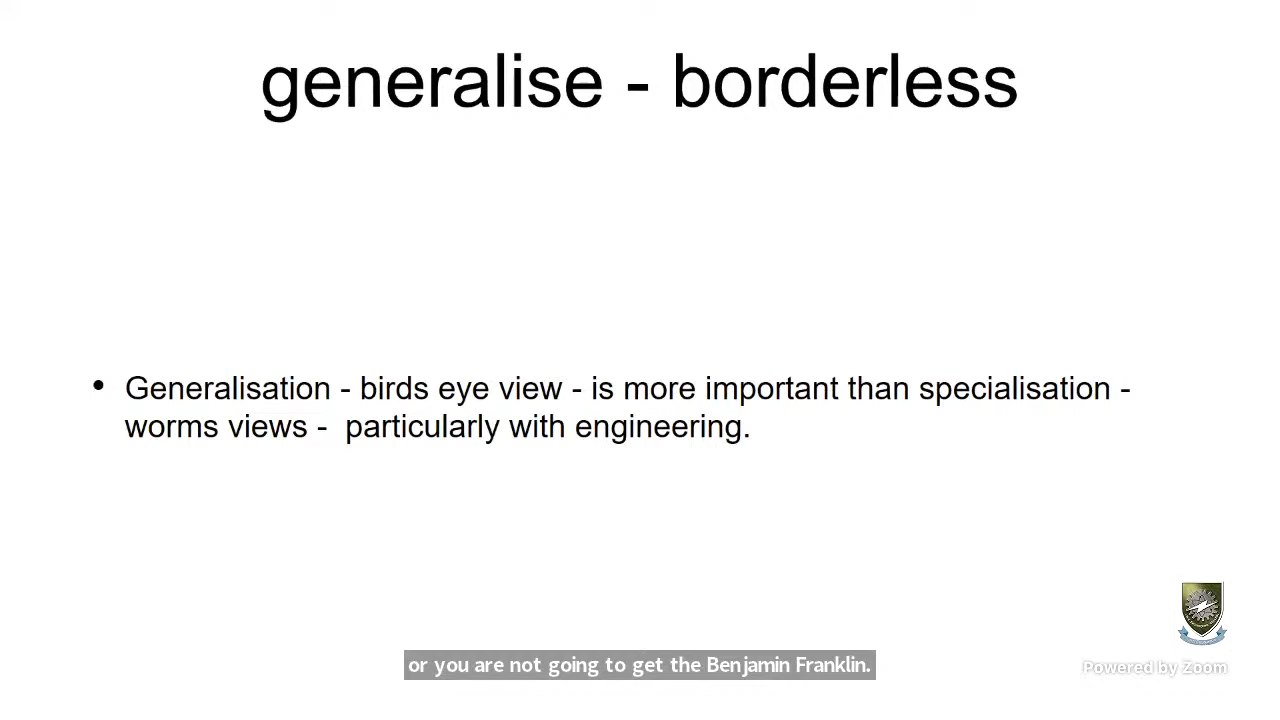 generalise - borderless
• Generalisation - birds eye view - is more important than specialisation -
worms views -  particularly with engineering.
or you are not going to get the Benjamin Franklin.
Powered by Zoom